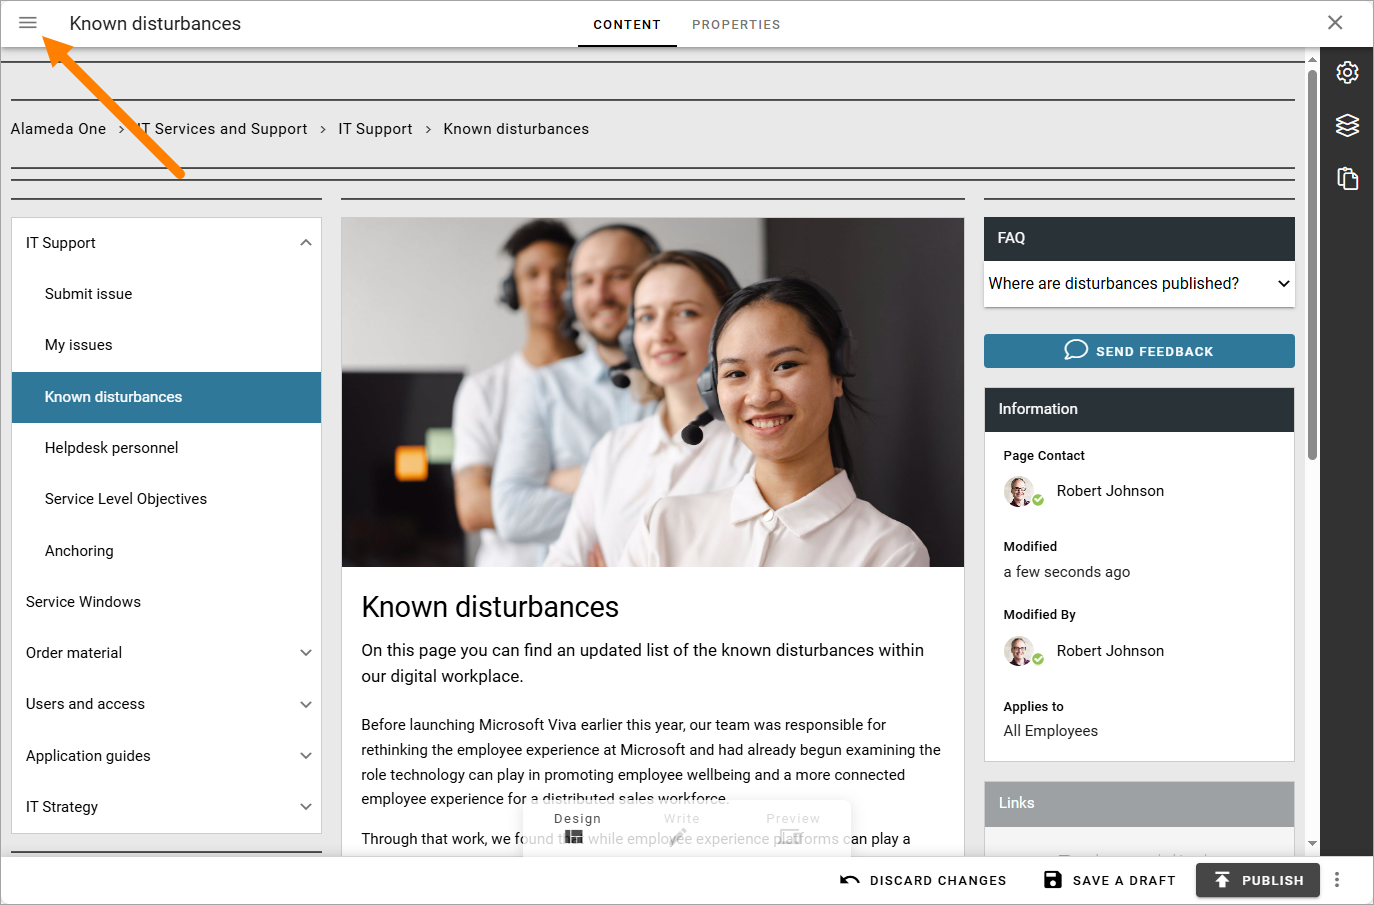 Known disturbances
CONTENT
PROPERTIES
Alameda One > IT Services and Support > IT Support > Known disturbances
IT Support
Submit issue
My issues
Known disturbances
Helpdesk personnel
Service Level Objectives
Anchoring
Service Windows
Order material
Users and access
Application guides
IT Strategy
Known disturbances
On this page you can find an updated list of the known disturbances within
our digital workplace.
Before launching Microsoft Viva earlier this year, our team was responsible for
rethinking the employee experience at Microsoft and had already begun examining the
role technology can play in promoting employee wellbeing and a more connected
employee experience for a distributed sales workforce.
Through that work, we found that while employee experience platforms can play a
FAQ
Where are disturbances published?
SEND FEEDBACK
Information
Page Contact
Robert Johnson
Modified
a few seconds ago
Modified By
Robert Johnson
Applies to
All Employees
Links
Design
Write
Preview
DISCARD CHANGES
SAVE A DRAFT
PUBLISH